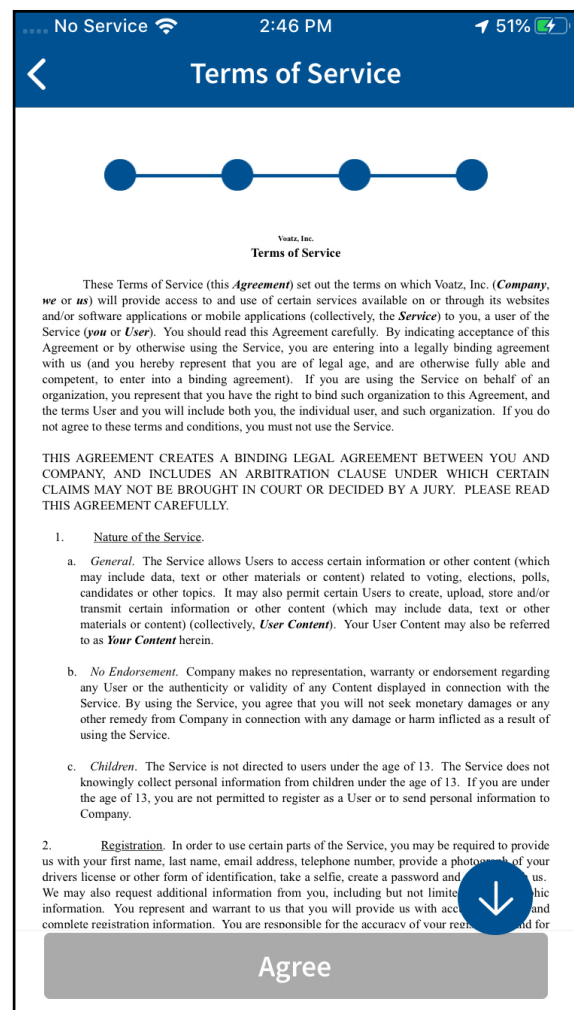 No Service 2:46 PM 51%
Terms of Service
Voatz, Inc.
Terms of Service
These Terms of Service (this Agreement) set out the terms on which Voatz, Inc. (Company,
we or us) will provide access to and use of certain services available on or through its websites
and/or software applications or mobile applications (collectively, the Service) to you, a user of the
Service (you or User). You should read this Agreement carefully. By indicating acceptance of this
Agreement or by otherwise using the Service, you are entering into a legally binding agreement
with us (and you hereby represent that you are of legal age, and are otherwise fully able and
competent, to enter into a binding agreement). If you are using the Service on behalf of an
organization, you represent that you have the right to bind such organization to this Agreement, and
the terms User and you will include both you, the individual user, and such organization. If you do
not agree to these terms and conditions, you must not use the Service.
THIS AGREEMENT CREATES A BINDING LEGAL AGREEMENT BETWEEN YOU AND
COMPANY, AND INCLUDES AN ARBITRATION CLAUSE UNDER WHICH CERTAIN
CLAIMS MAY NOT BE BROUGHT IN COURT OR DECIDED BY A JURY. PLEASE READ
THIS AGREEMENT CAREFULLY.
1. Nature of the Service.
a. General. The Service allows Users to access certain information or other content (which
may include data, text or other materials or content) related to voting, elections, polls,
candidates or other topics. It may also permit certain Users to create, upload, store and/or
transmit certain information or other content (which may include data, text or other
materials or content) (collectively, User Content). Your User Content may also be referred
to as Your Content herein.
b. No Endorsement. Company makes no representation, warranty or endorsement regarding
any User or the authenticity or validity of any Content displayed in connection with the
Service. By using the Service, you agree that you will not seek monetary damages or any
other remedy from Company in connection with any damage or harm inflicted as a result of
using the Service.
c. Children. The Service is not directed to users under the age of 13. The Service does not
knowingly collect personal information from children under the age of 13. If you are under
the age of 13, you are not permitted to register as a User or to send personal information to
Company.
2. Registration. In order to use certain parts of the Service, you may be required to provide
us with your first name, last name, email address, telephone number, provide a photograph of your
drivers license or other form of identification, take a selfie, create a password and us.
We may also request additional information from you, including but not
information. You represent and warrant to us that you will provide us with and
complete registration information. You are responsible for the accuracy of your for
Agree